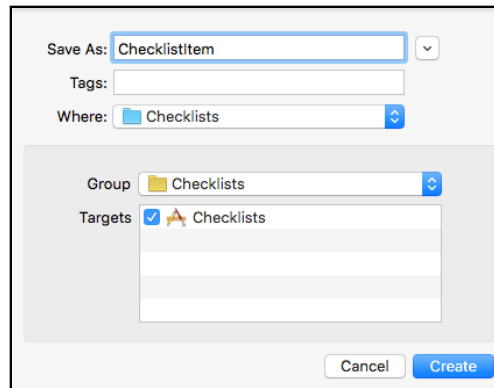 Save As: ChecklistItem
Tags:
Where: Checklists
Group Checklists
Targets Checklists
Cancel Create